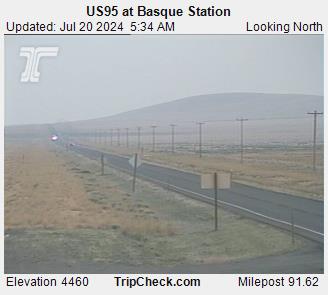 US95 at Basque Station
Updated: Jul 20 2024 5:34 AM Looking North
Elevation 4460 TripCheck.com Milepost 91.62